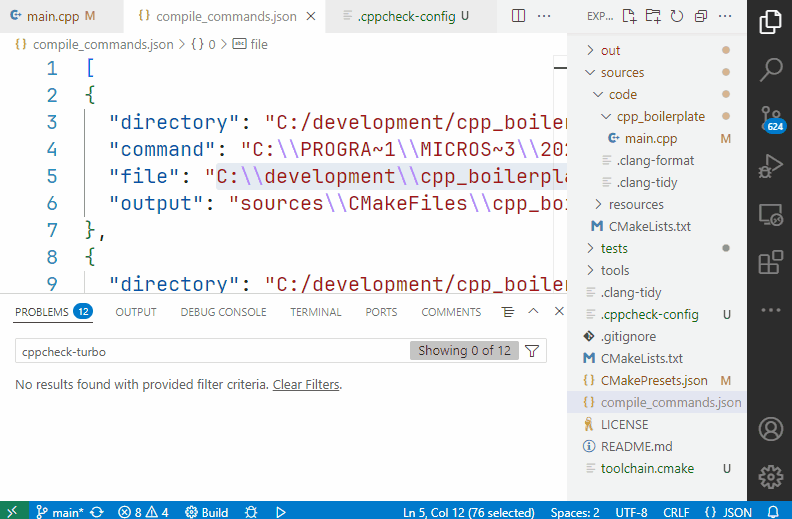 main.cpp M
compile_commands.json
.cppcheck-config U
compile_commands.json > {} 0 > file
1 [
2 {
3 "directory": "C:/development/cpp_boiler
4 "command": "C:\\PROGRA~1\\MICROS~3\\202
5 "file": "C:\\development\\cpp_boilerpla
6 "output": "sources\\CMakeFiles\\cpp_boi
7 },
8 {
9 "directory": "C:/development/cpp_boiler
PROBLEMS 12 OUTPUT DEBUG CONSOLE TERMINAL PORTS COMMENTS
cppcheck-turbo Showing 0 of 12
No results found with provided filter criteria. Clear Filters.
EXP...
out
sources
code
cpp_boilerplate
main.cpp M
.clang-format
.clang-tidy
resources
CMakeLists.txt
tests
tools
.clang-tidy
.cppcheck-config U
.gitignore
CMakeLists.txt
CMakePresets.json M
compile_commands.json
LICENSE
README.md
toolchain.cmake U
624
main* 8 4 Build Ln 5, Col 12 (76 selected) Spaces: 2 UTF-8 CRLF {} JSON